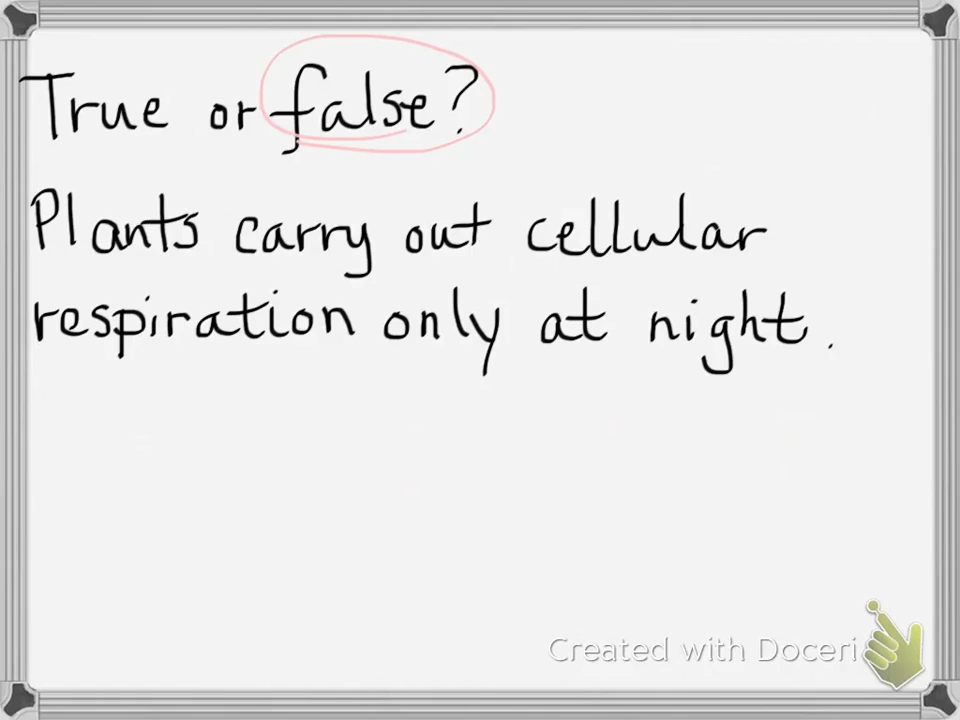 True or false?
Plants carry out cellular
respiration only at night.
Created with Doceri